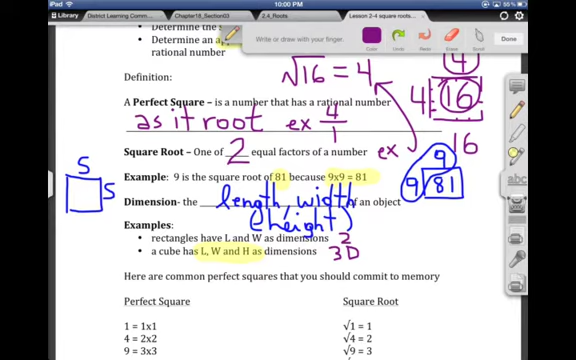 iPad 10:00 PM
District Learning Comm... Chapter18_Section03 2.4_Roots Lesson 2-4 square roots...
• Determine the s
Write or draw with your finger. Color Undo Redo Erase Done
• Determine an ap
rational number
√16 = 4
4
4 16
Definition:
A Perfect Square – is a number that has a rational number
as it root ex 4/1
Square Root – One of 2 equal factors of a number ex 16
9
9 81
Example: 9 is the square root of 81 because 9x9 = 81
S
S
Dimension- the length, width of an object
(height)
Examples:
• rectangles have L and W as dimensions 2
• a cube has L, W and H as dimensions 3D
Here are common perfect squares that you should commit to memory
Perfect Square Square Root
1 = 1x1 √1 = 1
4 = 2x2 √4 = 2
9 = 3x3 √9 = 3
abc